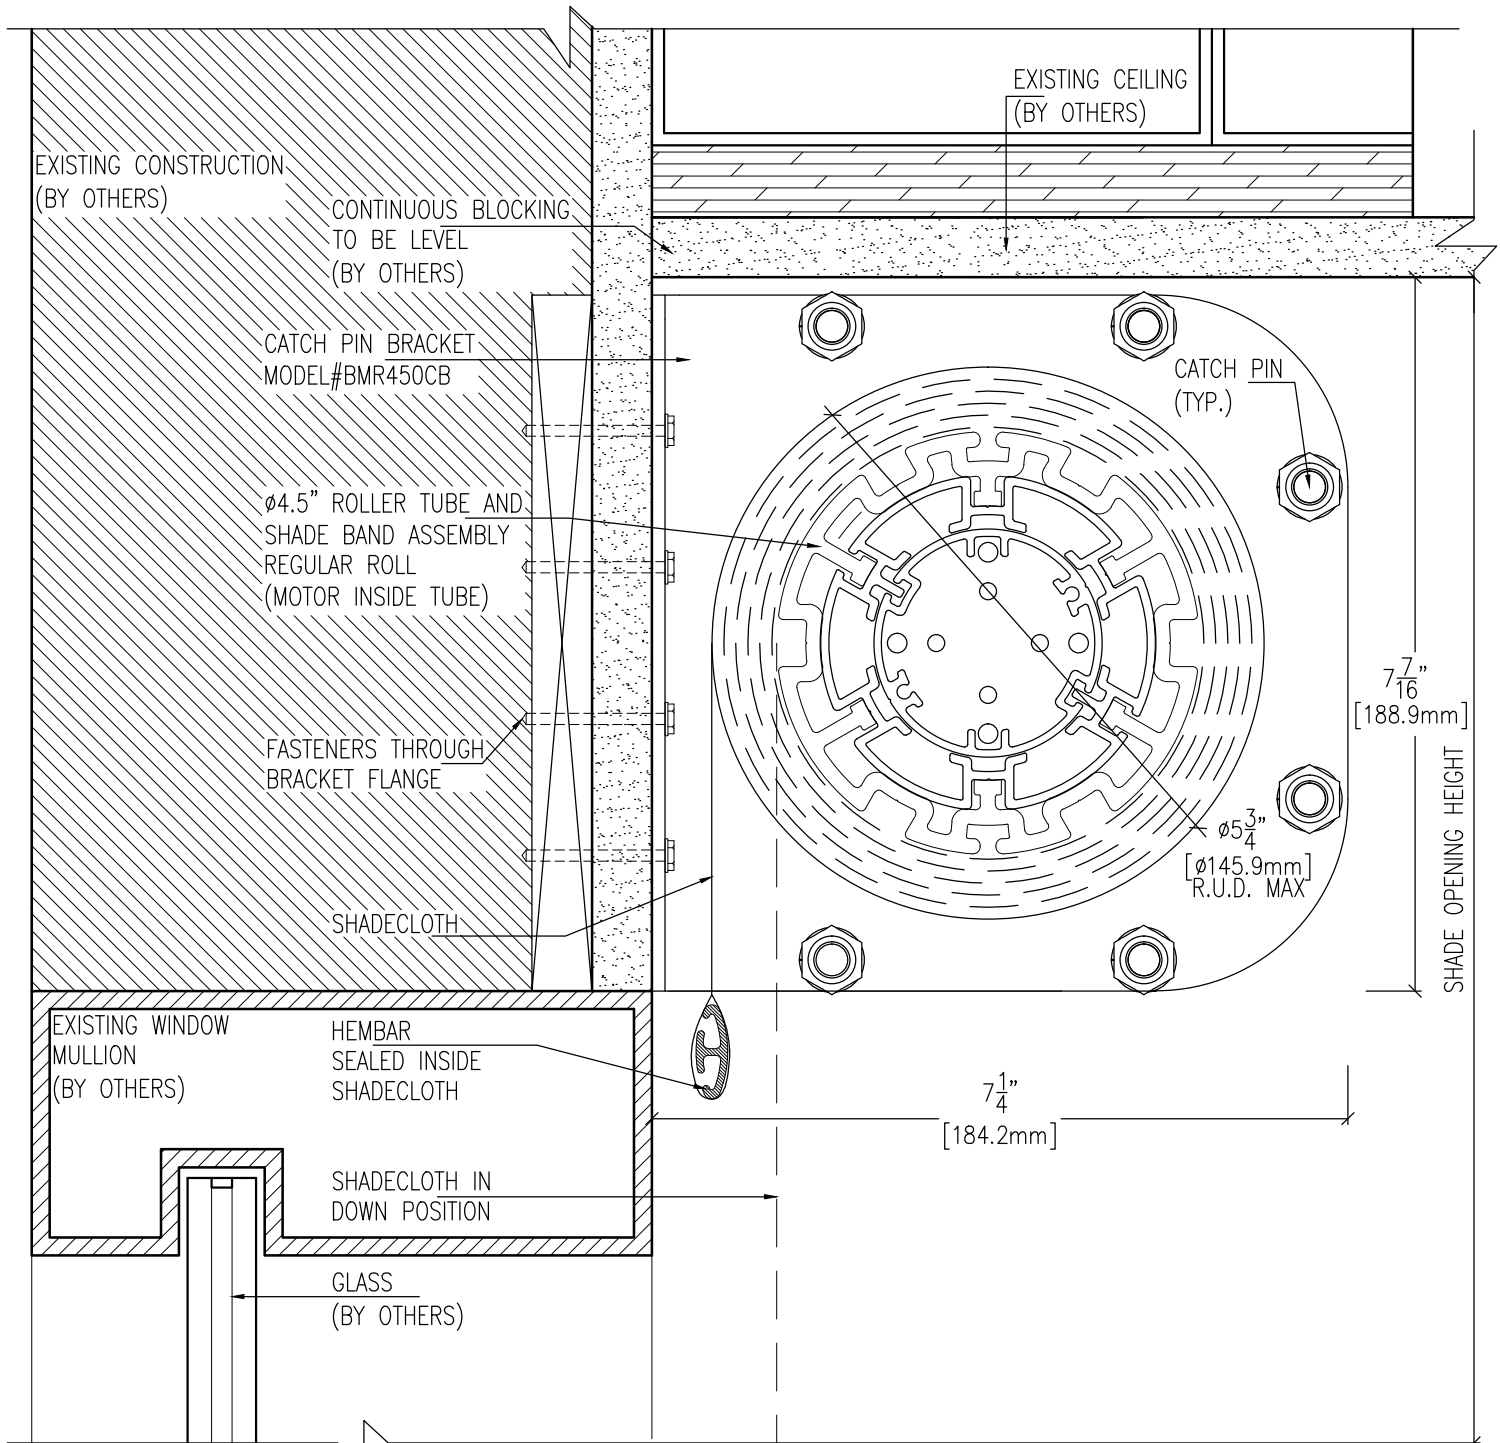 EXISTING CEILING
(BY OTHERS)
EXISTING CONSTRUCTION
(BY OTHERS)
CONTINUOUS BLOCKING
TO BE LEVEL
(BY OTHERS)
CATCH PIN BRACKET
MODEL#BMR450CB
CATCH PIN
(TYP.)
ø4.5” ROLLER TUBE AND
SHADE BAND ASSEMBLY
REGULAR ROLL
(MOTOR INSIDE TUBE)
7 7/16”
[188.9mm]
SHADE OPENING HEIGHT
FASTENERS THROUGH
BRACKET FLANGE
ø5 3/4”
[ø145.9mm]
R.U.D. MAX
SHADECLOTH
EXISTING WINDOW
MULLION
(BY OTHERS)
HEMBAR
SEALED INSIDE
SHADECLOTH
7 1/4”
[184.2mm]
SHADECLOTH IN
DOWN POSITION
GLASS
(BY OTHERS)